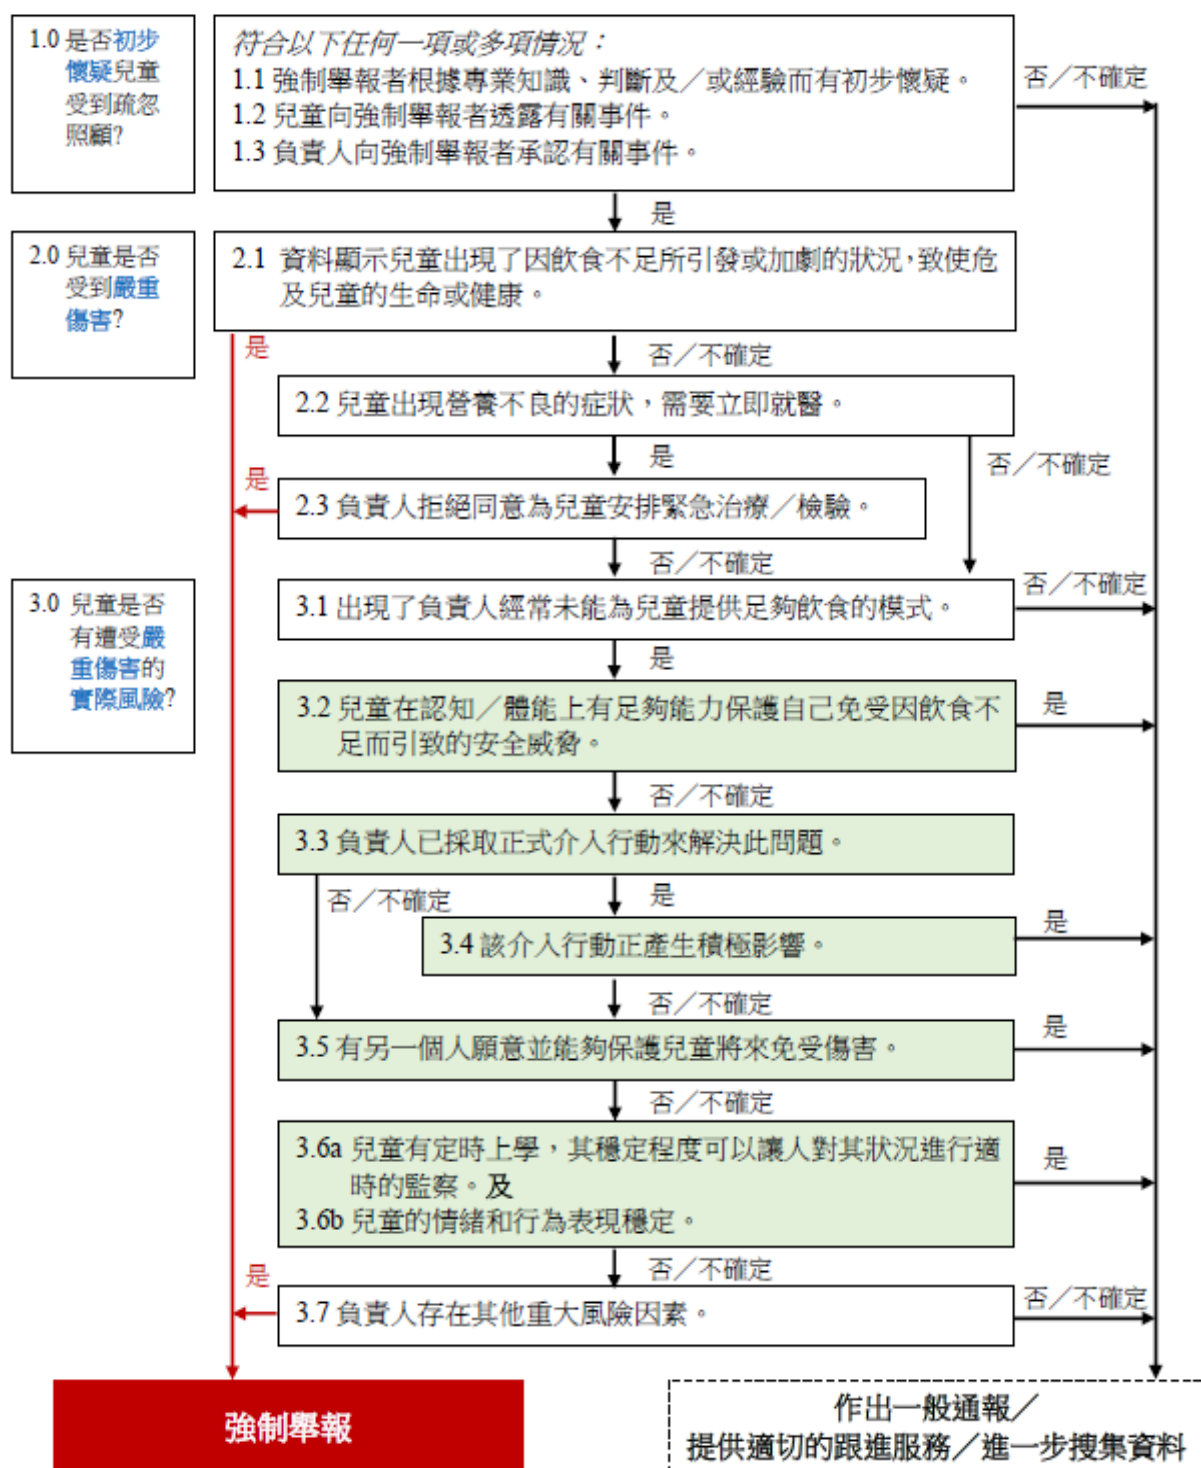 1.0 是否初步
懷疑兒童
受到疏忽
照顧?
符合以下任何一項或多項情況：
1.1 強制舉報者根據專業知識、判斷及／或經驗而有初步懷疑。
1.2 兒童向強制舉報者透露有關事件。
1.3 負責人向強制舉報者承認有關事件。
否／不確定
是
2.0 兒童是否
受到嚴重
傷害?
2.1 資料顯示兒童出現了因飲食不足所引發或加劇的狀況，致使危
及兒童的生命或健康。
是
否／不確定
2.2 兒童出現營養不良的症狀，需要立即就醫。
是
否／不確定
是
2.3 負責人拒絕同意為兒童安排緊急治療／檢驗。
否／不確定
3.0 兒童是否
有遭受嚴
重傷害的
實際風險?
3.1 出現了負責人經常未能為兒童提供足夠飲食的模式。
否／不確定
是
3.2 兒童在認知／體能上有足夠能力保護自己免受因飲食不
足而引致的安全威脅。
是
否／不確定
3.3 負責人已採取正式介入行動來解決此問題。
否／不確定
是
3.4 該介入行動正產生積極影響。
是
否／不確定
3.5 有另一個人願意並能夠保護兒童將來免受傷害。
是
否／不確定
3.6a 兒童有定時上學，其穩定程度可以讓人對其狀況進行適
時的監察。及
3.6b 兒童的情緒和行為表現穩定。
是
否／不確定
是
3.7 負責人存在其他重大風險因素。
否／不確定
強制舉報
作出一般通報／
提供適切的跟進服務／進一步搜集資料